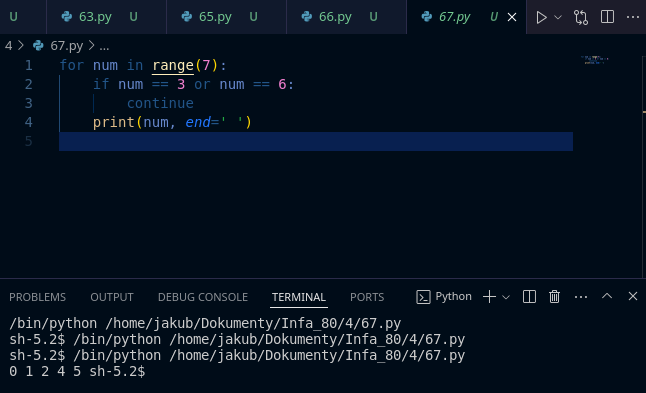 U 63.py U 65.py U 66.py U 67.py U
4 > 67.py > ...
1 for num in range(7):
2 if num == 3 or num == 6:
3 continue
4 print(num, end=' ')
5
PROBLEMS OUTPUT DEBUG CONSOLE TERMINAL PORTS Python
/bin/python /home/jakub/Dokumenty/Infa_80/4/67.py
sh-5.2$ /bin/python /home/jakub/Dokumenty/Infa_80/4/67.py
sh-5.2$ /bin/python /home/jakub/Dokumenty/Infa_80/4/67.py
0 1 2 4 5 sh-5.2$